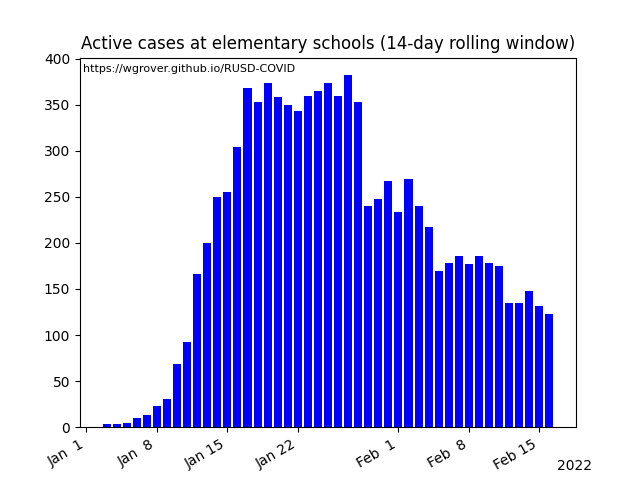 Active cases at elementary schools (14-day rolling window)
https://wgrover.github.io/RUSD-COVID
400
350
300
250
200
150
100
50
0
Jan 1
Jan 8
Jan 15
Jan 22
Feb 1
Feb 8
Feb 15
2022